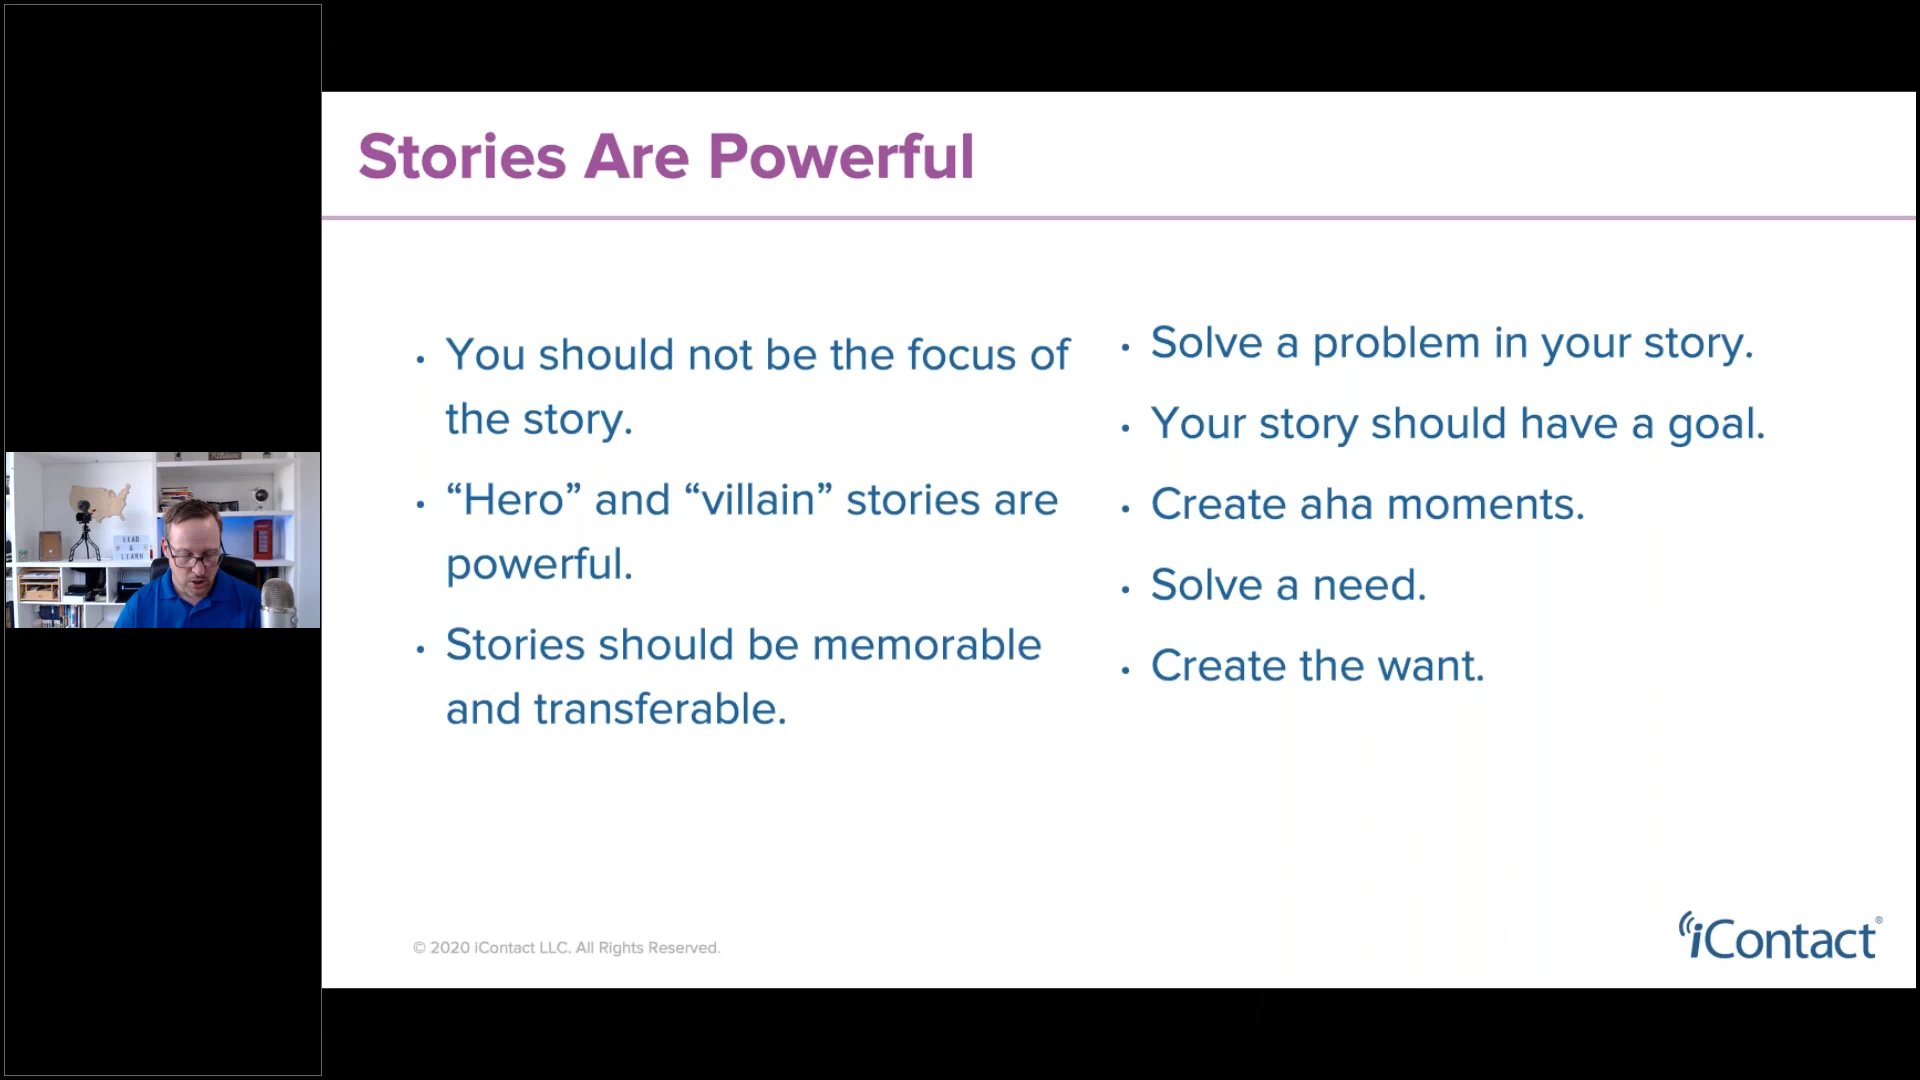 Stories Are Powerful
• You should not be the focus of
the story.
• “Hero” and “villain” stories are
powerful.
• Stories should be memorable
and transferable.
• Solve a problem in your story.
• Your story should have a goal.
• Create aha moments.
• Solve a need.
• Create the want.
© 2020 iContact LLC. All Rights Reserved.
iContact®
LEAD
&
LEARN